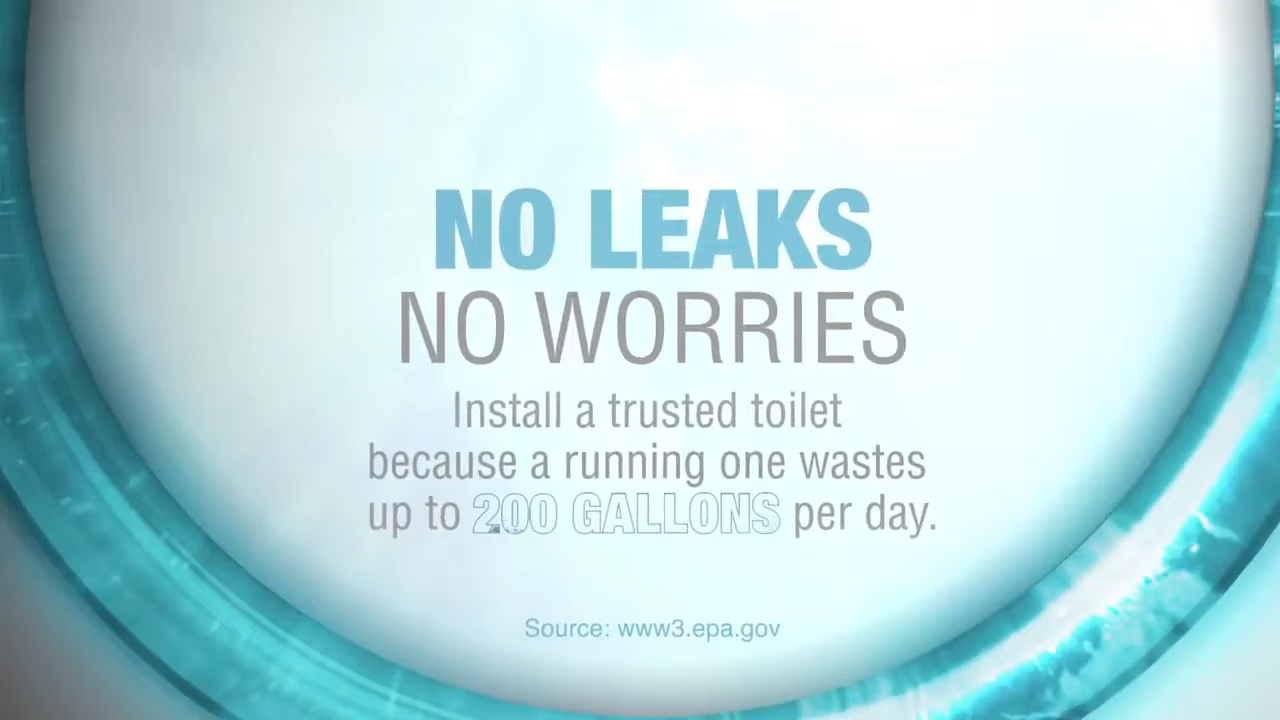 NO LEAKS
NO WORRIES
Install a trusted toilet
because a running one wastes
up to 200 GALLONS per day.
Source: www3.epa.gov